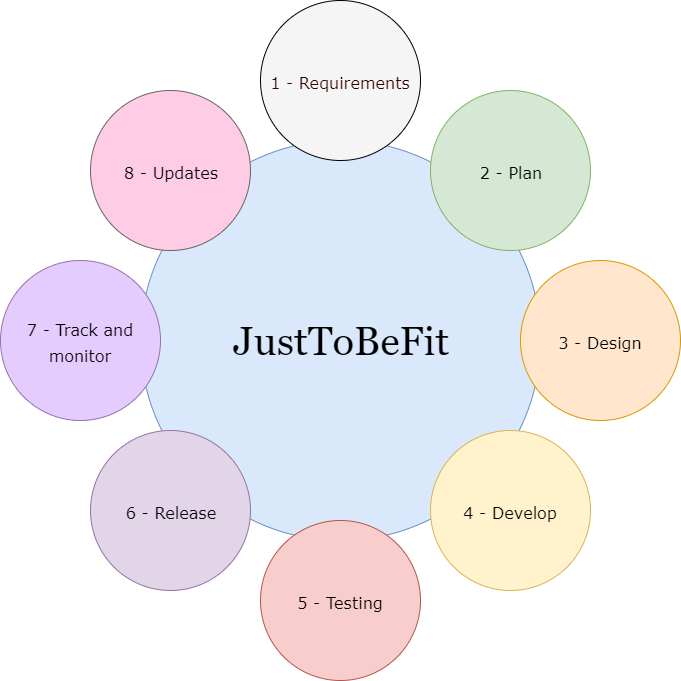 1 - Requirements
2 - Plan
3 - Design
4 - Develop
5 - Testing
6 - Release
7 - Track and
monitor
8 - Updates
JustToBeFit